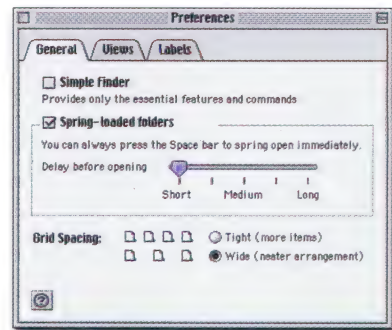 Preferences
General Views Labels
Simple Finder
Provides only the essential features and commands
Spring-loaded folders
You can always press the Space bar to spring open immediately.
Delay before opening
Short Medium Long
Grid Spacing: Tight (more items)
Wide (neater arrangement)
?